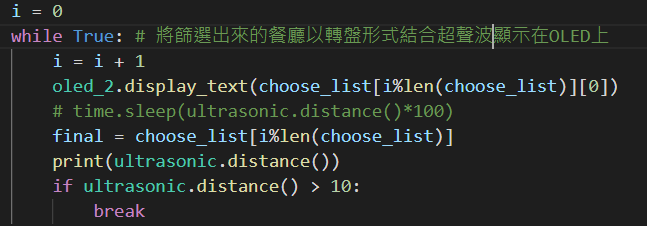 i = 0
while True: # 將篩選出來的餐廳以轉盤形式結合超聲波顯示在OLED上
    i = i + 1
    oled_2.display_text(choose_list[i%len(choose_list)][0])
    # time.sleep(ultrasonic.distance()*100)
    final = choose_list[i%len(choose_list)]
    print(ultrasonic.distance())
    if ultrasonic.distance() > 10:
        break